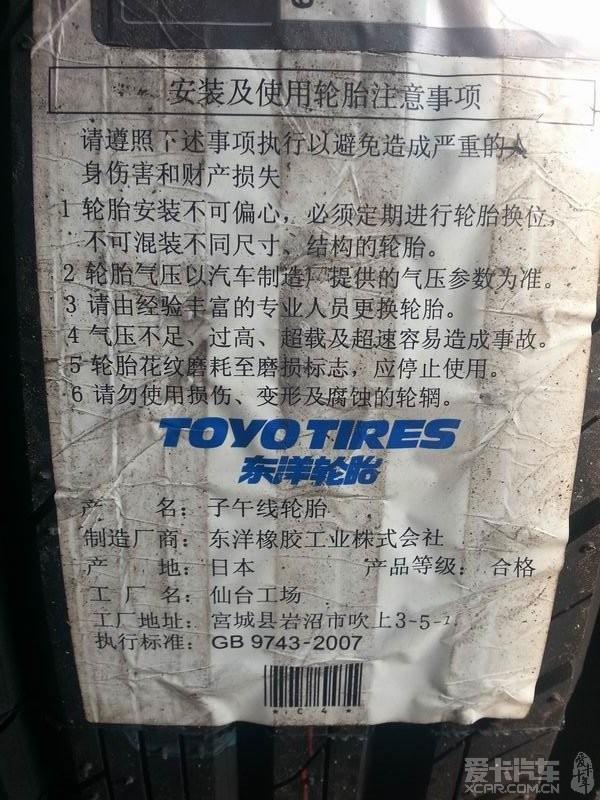 安装及使用轮胎注意事项
请遵照下述事项执行以避免造成严重的人
身伤害和财产损失
1 轮胎安装不可偏心，必须定期进行轮胎换位，
不可混装不同尺寸、结构的轮胎。
2 轮胎气压以汽车制造厂提供的气压参数为准。
3 请由经验丰富的专业人员更换轮胎。
4 气压不足、过高、超载及超速容易造成事故。
5 轮胎花纹磨耗至磨损标志，应停止使用。
6 请勿使用损伤、变形及腐蚀的轮辋。
TOYO TIRES
东洋轮胎
产 名：子午线轮胎
制造厂商：东洋橡胶工业株式会社
产 地：日本 产品等级：合格
工 厂 名：仙台工场
工厂地址：宮城县岩沼市吹上3-5-1
执行标准：GB 9743-2007
*iC4*
爱卡汽车
XCAR.COM.CN